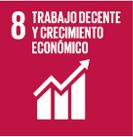 8 TRABAJO DECENTE
Y CRECIMIENTO
ECONÓMICO